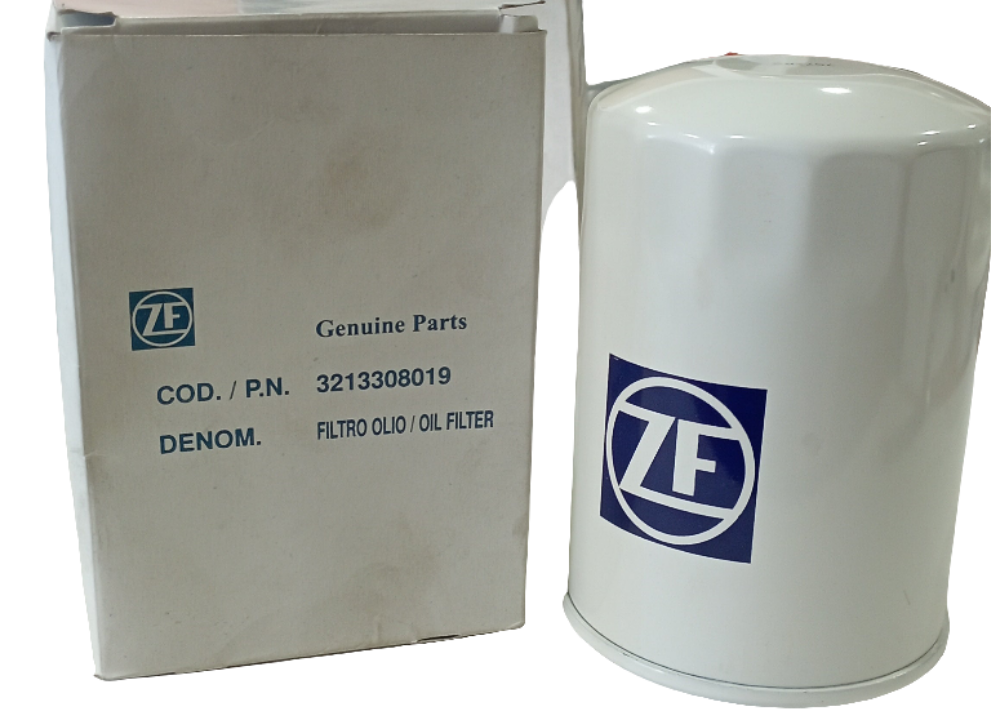 ZF
Genuine Parts
COD. / P.N. 3213308019
DENOM. FILTRO OLIO / OIL FILTER
ZF